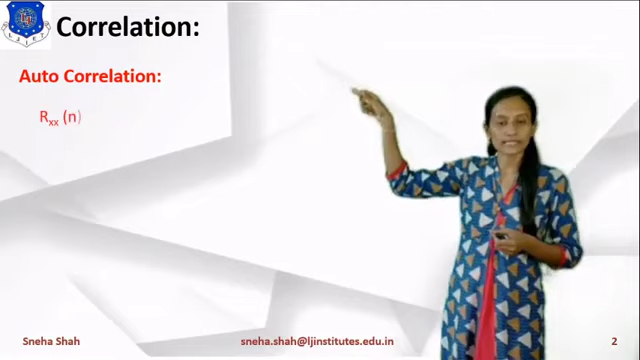 Correlation:
Auto Correlation:
Rxx (n)
Sneha Shah
sneha.shah@ljinstitutes.edu.in
2